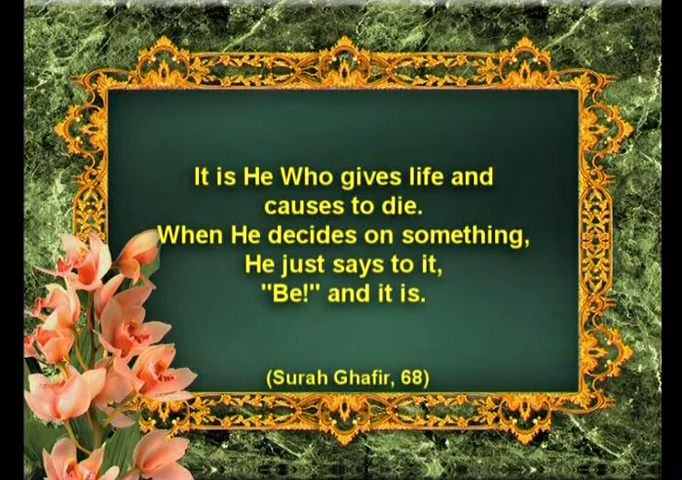 It is He Who gives life and
causes to die.
When He decides on something,
He just says to it,
"Be!" and it is.
(Surah Ghafir, 68)